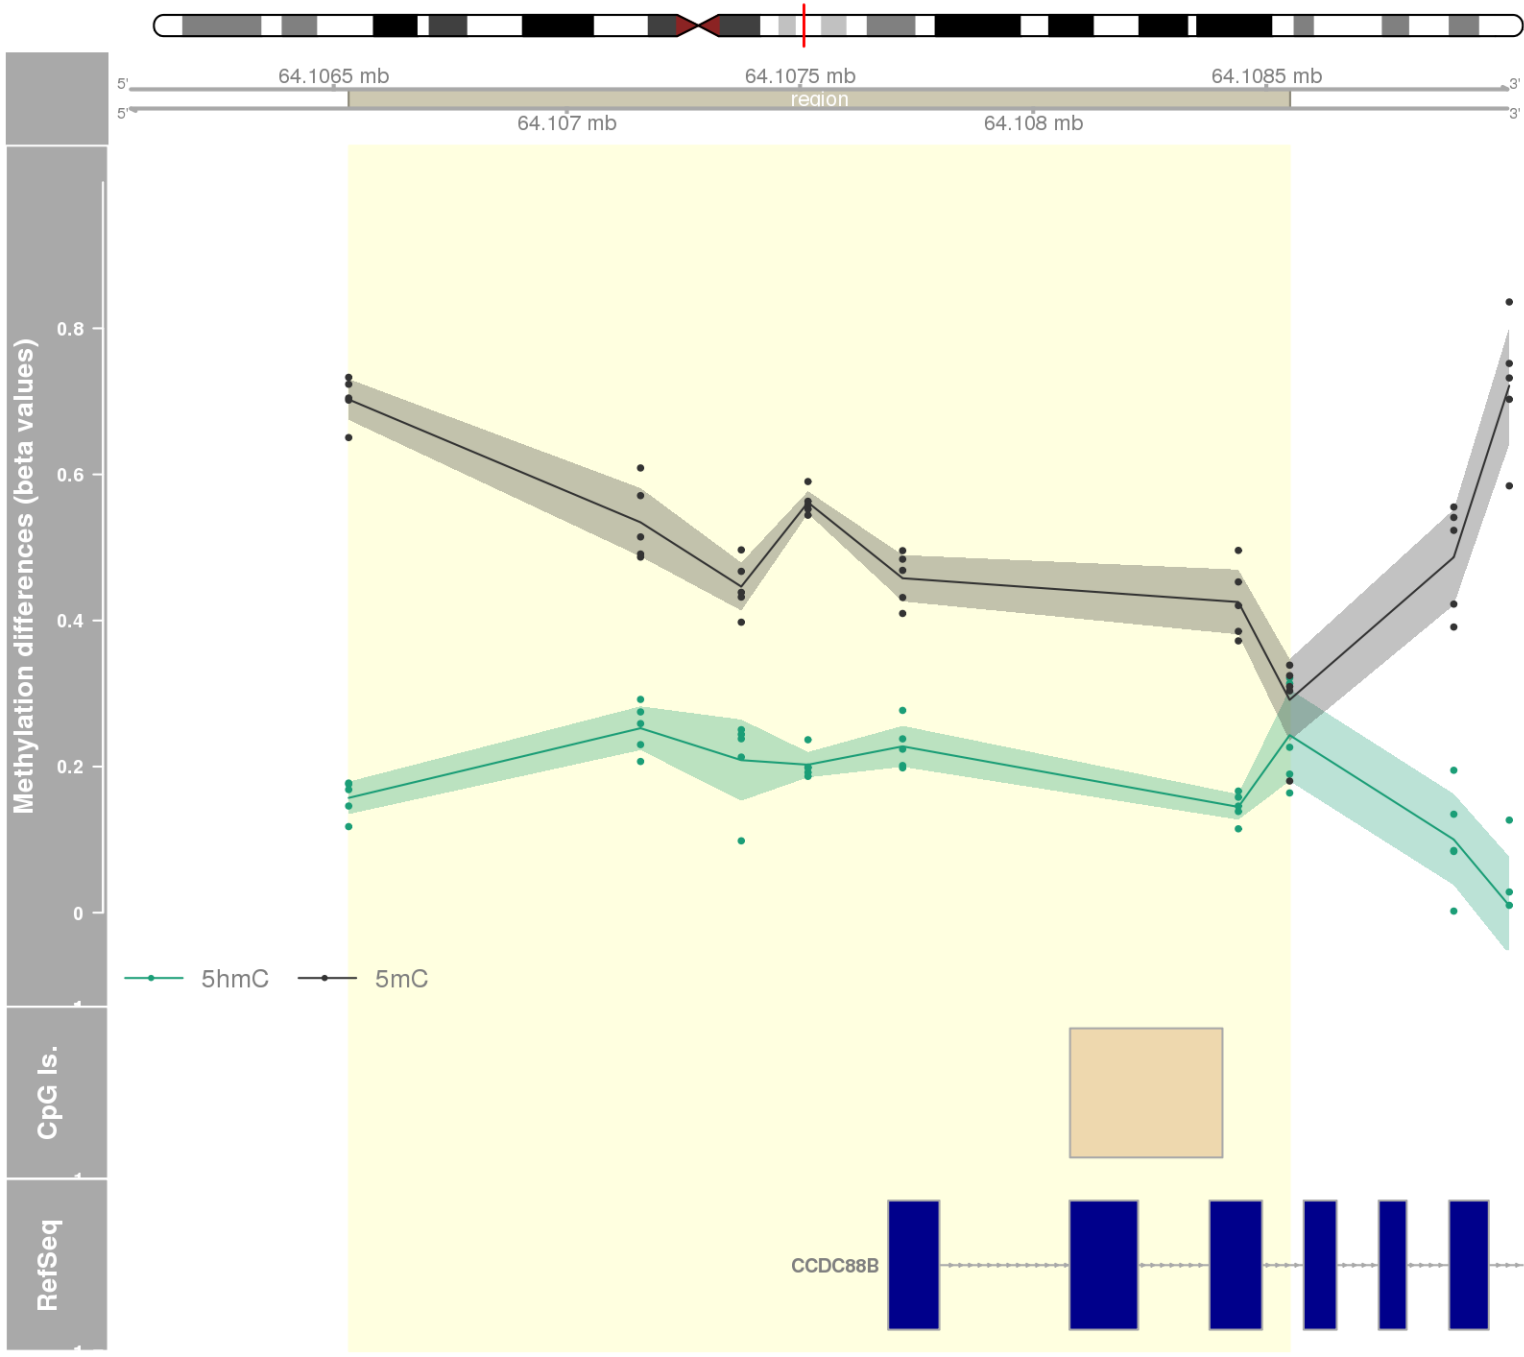 64.1065 mb
64.1075 mb
64.1085 mb
5'
3'
region
5'
3'
64.107 mb
64.108 mb
Methylation differences (beta values)
0.8
0.6
0.4
0.2
0
5hmC
5mC
CpG Is.
RefSeq
CCDC88B